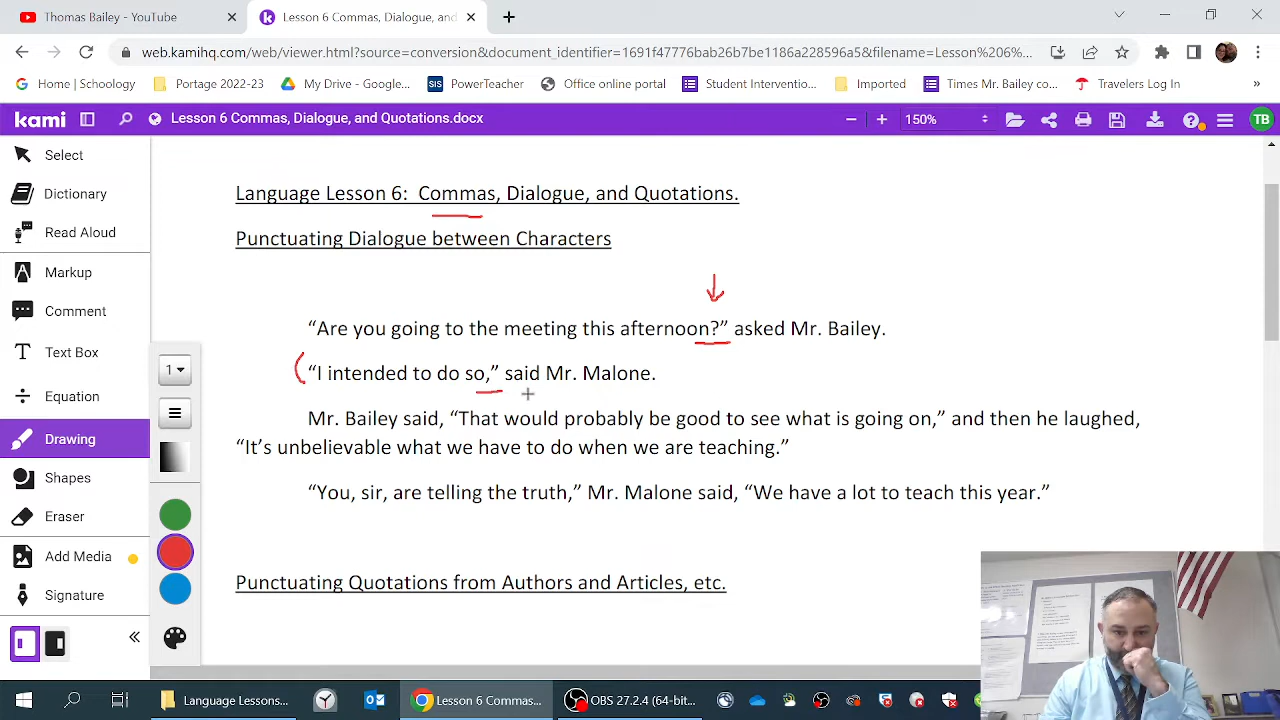 Thomas Bailey - YouTube
Lesson 6 Commas, Dialogue, and
web.kamihq.com/web/viewer.html?source=conversion&document_identifier=1691f47776bab26b7be1186a228596a5&filename=Lesson%206%...
Home | Schoology
Portage 2022-23
My Drive - Google...
SIS
PowerTeacher
Office online portal
Student Interventio...
Imported
Times Mr. Bailey co...
Travelers Log In
»
kami
Lesson 6 Commas, Dialogue, and Quotations.docx
150%
TB
Select
Dictionary
Read Aloud
Markup
Comment
Text Box
Equation
Drawing
Shapes
Eraser
Add Media
Signature
1
Language Lesson 6:  Commas, Dialogue, and Quotations.
Punctuating Dialogue between Characters
“Are you going to the meeting this afternoon?” asked Mr. Bailey.
“I intended to do so,” said Mr. Malone.
Mr. Bailey said, “That would probably be good to see what is going on,” and then he laughed,
“It’s unbelievable what we have to do when we are teaching.”
“You, sir, are telling the truth,” Mr. Malone said, “We have a lot to teach this year.”
Punctuating Quotations from Authors and Articles, etc.
Language Lessons...
Lesson 6 Commas...
OBS 27.2.4 (64-bit...